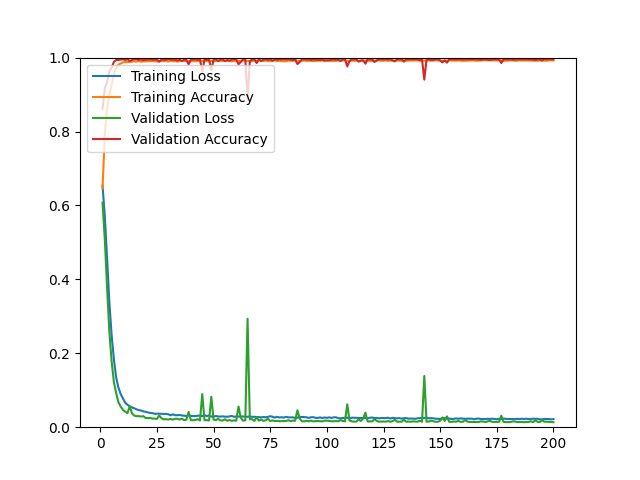 1.0
0.8
0.6
0.4
0.2
0.0
Training Loss
Training Accuracy
Validation Loss
Validation Accuracy
0 25 50 75 100 125 150 175 200